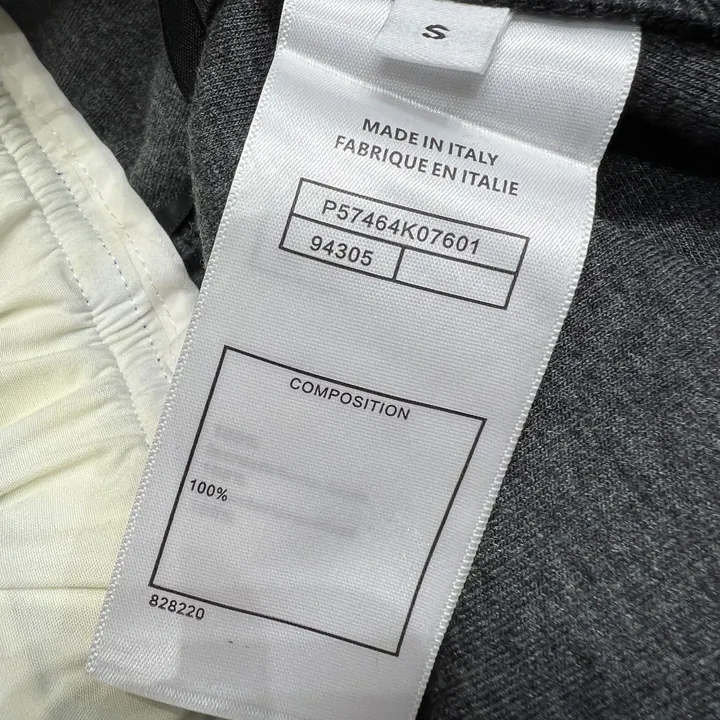 S
MADE IN ITALY
FABRIQUE EN ITALIE
P57464K07601
94305
COMPOSITION
100%
828220